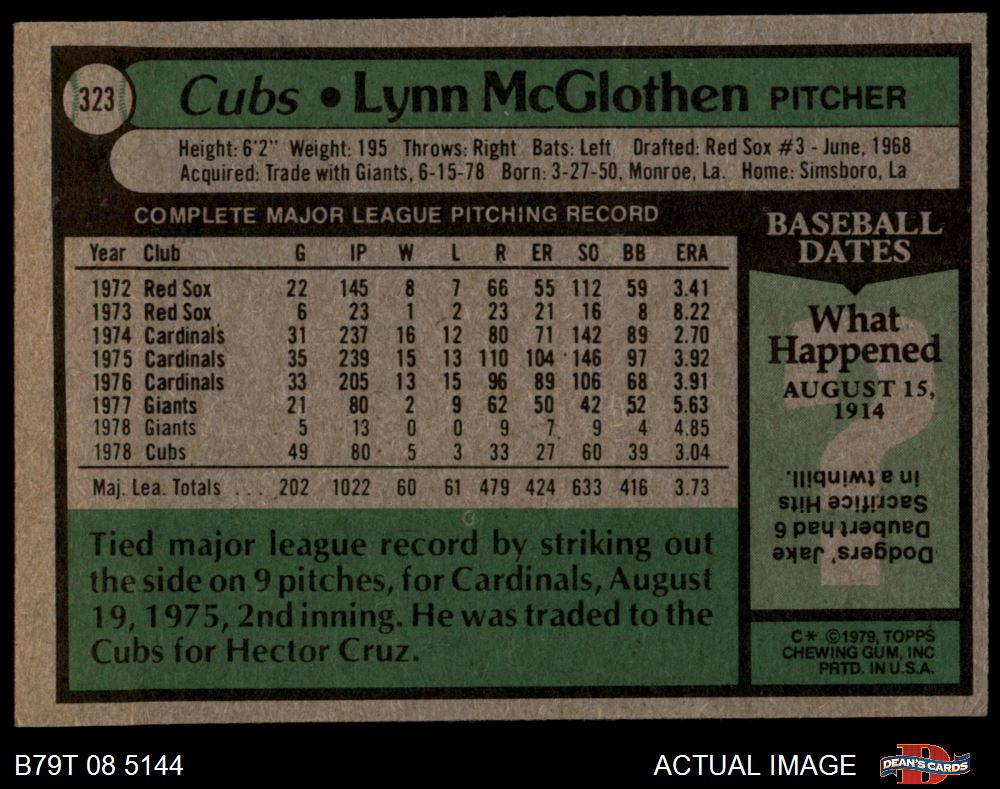 323
Cubs • Lynn McGlothen PITCHER
Height: 6'2" Weight: 195 Throws: Right Bats: Left Drafted: Red Sox #3 - June, 1968
Acquired: Trade with Giants, 6-15-78 Born: 3-27-50, Monroe, La. Home: Simsboro, La
COMPLETE MAJOR LEAGUE PITCHING RECORD
Year Club G IP W L R ER SO BB ERA
1972 Red Sox 22 145 8 7 66 55 112 59 3.41
1973 Red Sox 6 23 1 2 23 21 16 8 8.22
1974 Cardinals 31 237 16 12 80 71 142 89 2.70
1975 Cardinals 35 239 15 13 110 104 146 97 3.92
1976 Cardinals 33 205 13 15 96 89 106 68 3.91
1977 Giants 21 80 2 9 62 50 42 52 5.63
1978 Giants 5 13 0 0 9 7 9 4 4.85
1978 Cubs 49 80 5 3 33 27 60 39 3.04
Maj. Lea. Totals ... 202 1022 60 61 479 424 633 416 3.73
Tied major league record by striking out
the side on 9 pitches, for Cardinals, August
19, 1975, 2nd inning. He was traded to the
Cubs for Hector Cruz.
BASEBALL
DATES
What
Happened
AUGUST 15,
1914
?
Dodgers' Jake
Daubert had 6
Sacrifice Hits
in a twinbill.
C* ©1979, TOPPS
CHEWING GUM, INC
PRTD. IN U.S.A.
B79T 08 5144
ACTUAL IMAGE
D
DEAN'S CARDS